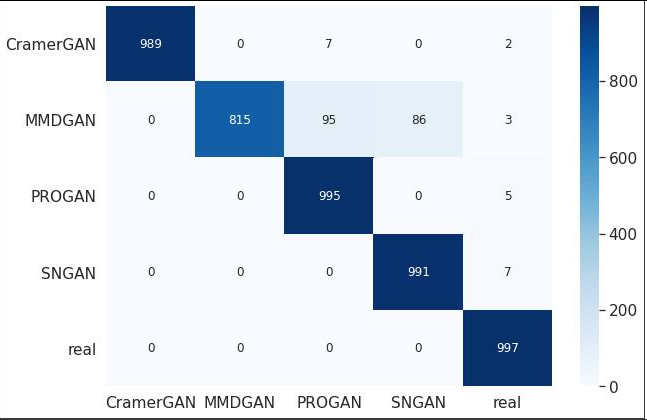 CramerGAN 989 0 7 0 2
MMDGAN 0 815 95 86 3
PROGAN 0 0 995 0 5
SNGAN 0 0 0 991 7
real 0 0 0 0 997
CramerGAN MMDGAN PROGAN SNGAN real
800
600
400
200
0